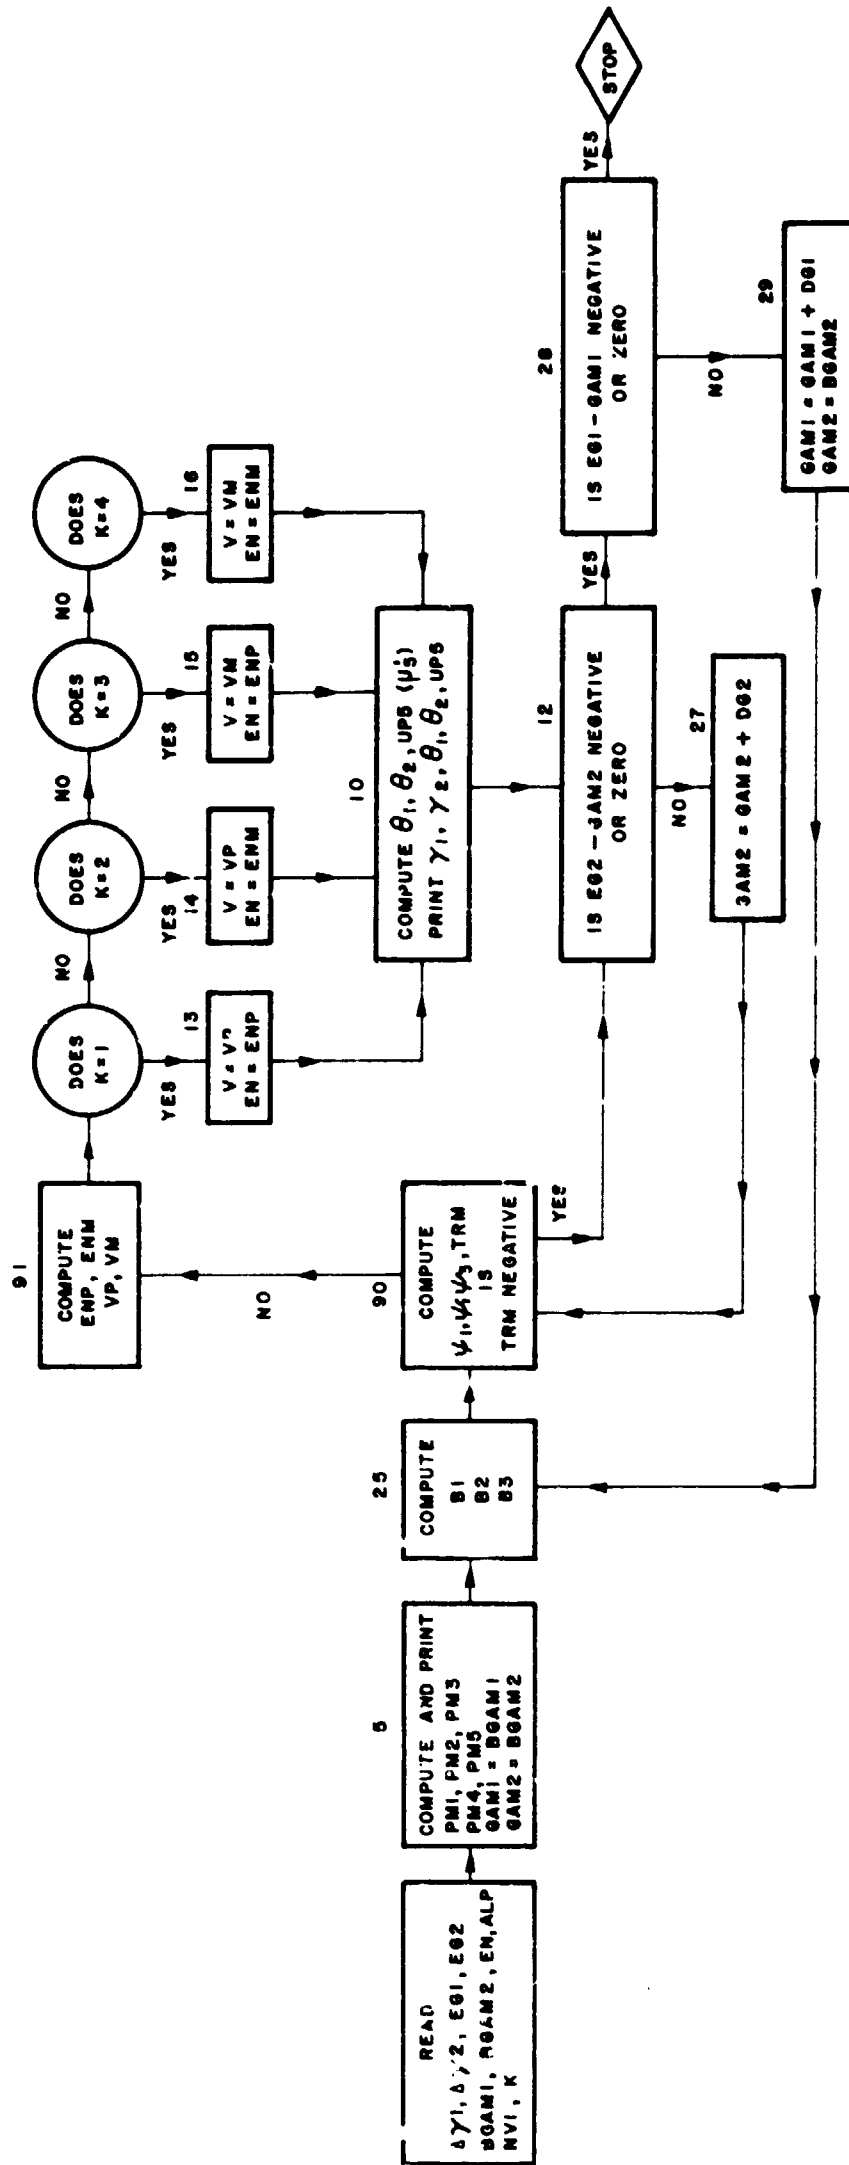 READ
Δγ1, Δγ2, EG1, EG2
BGAM1, BGAM2, EN, ALP
NV1, K
5
COMPUTE AND PRINT
PM1, PM2, PM3
PM4, PM5
GAM1 = BGAM1
GAM2 = BGAM2
25
COMPUTE
B1
B2
B3
90
COMPUTE
ψ1, ψ2 ψ3, TRM
IS
TRM NEGATIVE
NO
YES
91
COMPUTE
ENP, ENM
VP, VM
DOES
K=1
NO
DOES
K=2
NO
DOES
K=3
NO
DOES
K=4
YES
13
V = VP
EN = ENP
YES
14
V = VP
EN = ENM
YES
15
V = VM
EN = ENP
YES
16
V = VM
EN = ENM
10
COMPUTE θ1, θ2, UPS (μ's)
PRINT γ1, γ2, θ1, θ2, UPS
12
IS EG2 - GAM2 NEGATIVE
OR ZERO
YES
NO
27
GAM2 = GAM2 + DG2
28
IS EG1 - GAM1 NEGATIVE
OR ZERO
YES
STOP
NO
29
GAM1 = GAM1 + DG1
GAM2 = BGAM2